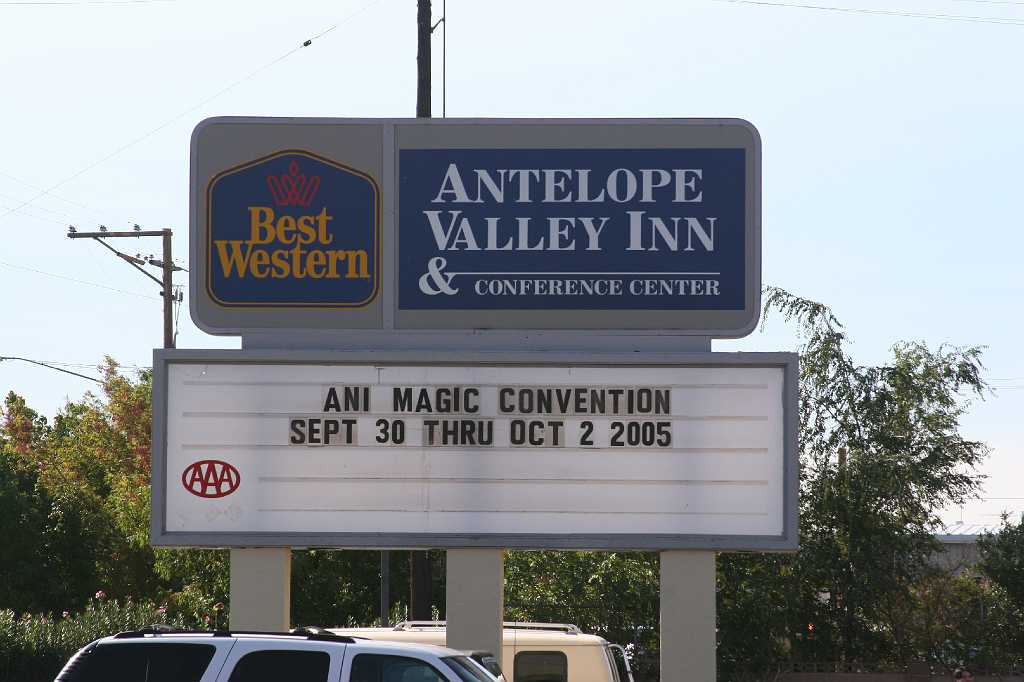 Best
Western
ANTELOPE
VALLEY INN
& CONFERENCE CENTER
ANI MAGIC CONVENTION
SEPT 30 THRU OCT 2 2005
AAA